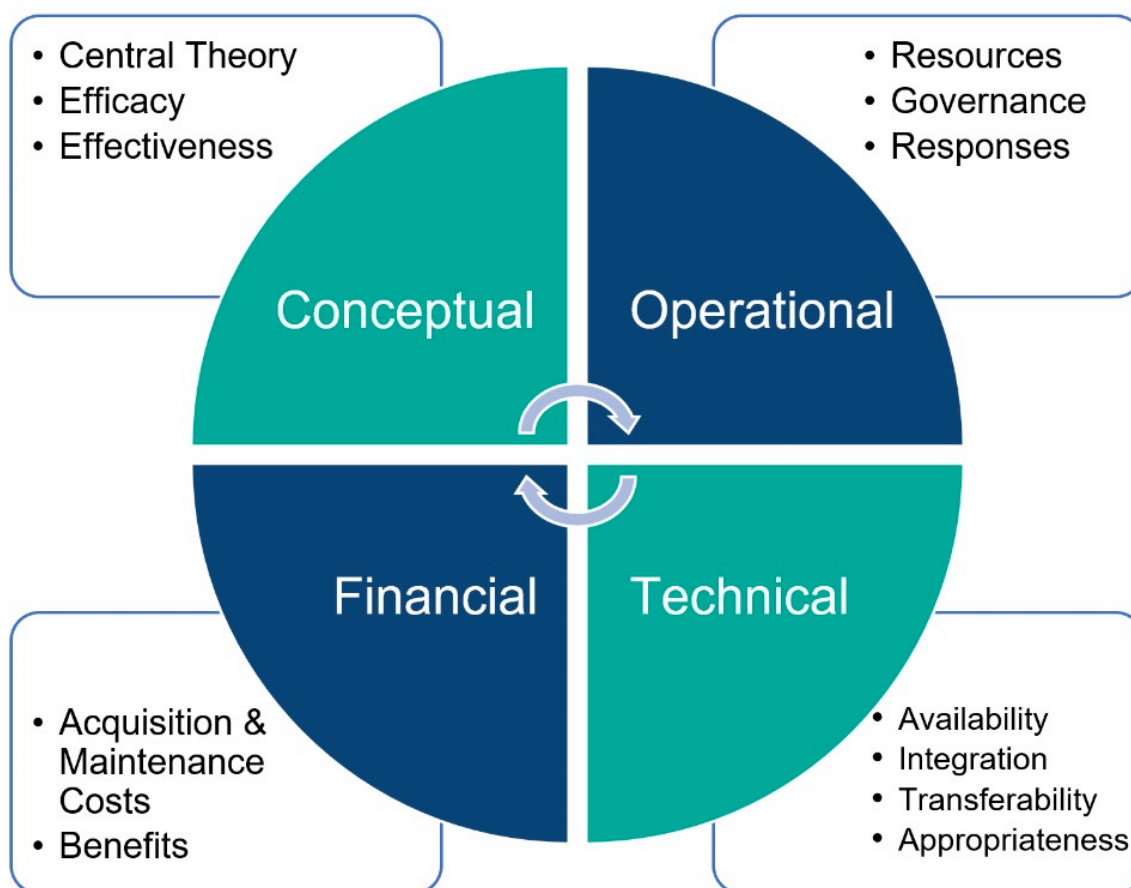 • Central Theory
• Efficacy
• Effectiveness
• Resources
• Governance
• Responses
Conceptual
Operational
Financial
Technical
• Acquisition &
Maintenance
Costs
• Benefits
• Availability
• Integration
• Transferability
• Appropriateness